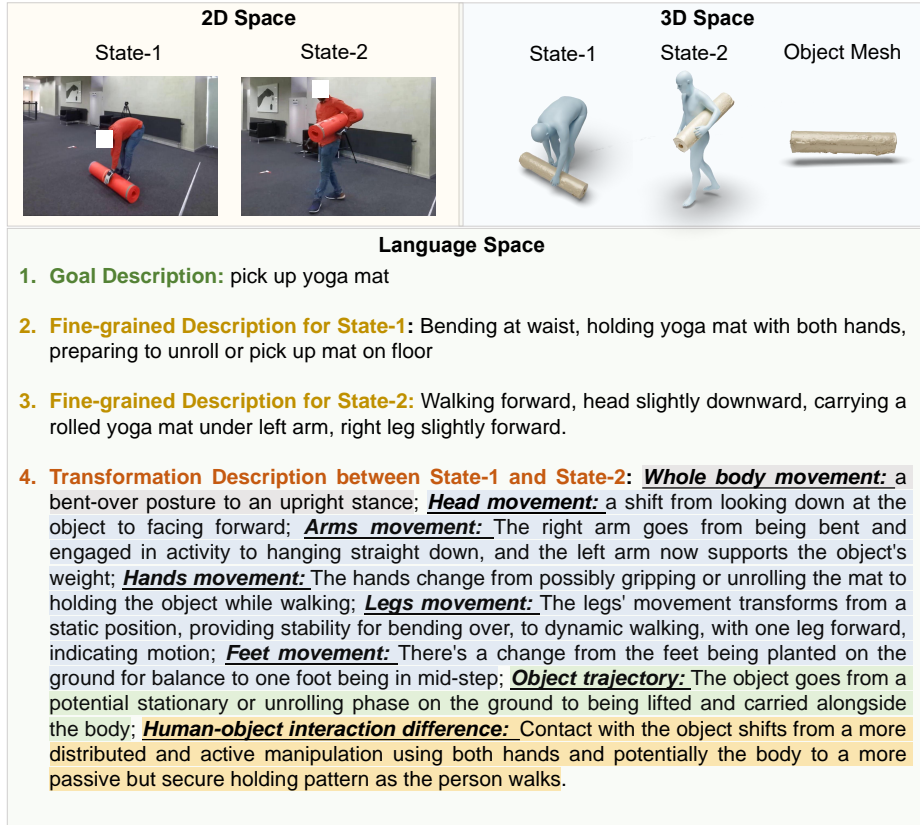 2D Space
3D Space
State-1
State-2
State-1
State-2
Object Mesh
Language Space
1. Goal Description: pick up yoga mat
2. Fine-grained Description for State-1: Bending at waist, holding yoga mat with both hands,
preparing to unroll or pick up mat on floor
3. Fine-grained Description for State-2: Walking forward, head slightly downward, carrying a
rolled yoga mat under left arm, right leg slightly forward.
4. Transformation Description between State-1 and State-2: Whole body movement: a
bent-over posture to an upright stance; Head movement: a shift from looking down at the
object to facing forward; Arms movement: The right arm goes from being bent and
engaged in activity to hanging straight down, and the left arm now supports the object's
weight; Hands movement: The hands change from possibly gripping or unrolling the mat to
holding the object while walking; Legs movement: The legs' movement transforms from a
static position, providing stability for bending over, to dynamic walking, with one leg forward,
indicating motion; Feet movement: There's a change from the feet being planted on the
ground for balance to one foot being in mid-step; Object trajectory: The object goes from a
potential stationary or unrolling phase on the ground to being lifted and carried alongside
the body; Human-object interaction difference: Contact with the object shifts from a more
distributed and active manipulation using both hands and potentially the body to a more
passive but secure holding pattern as the person walks.